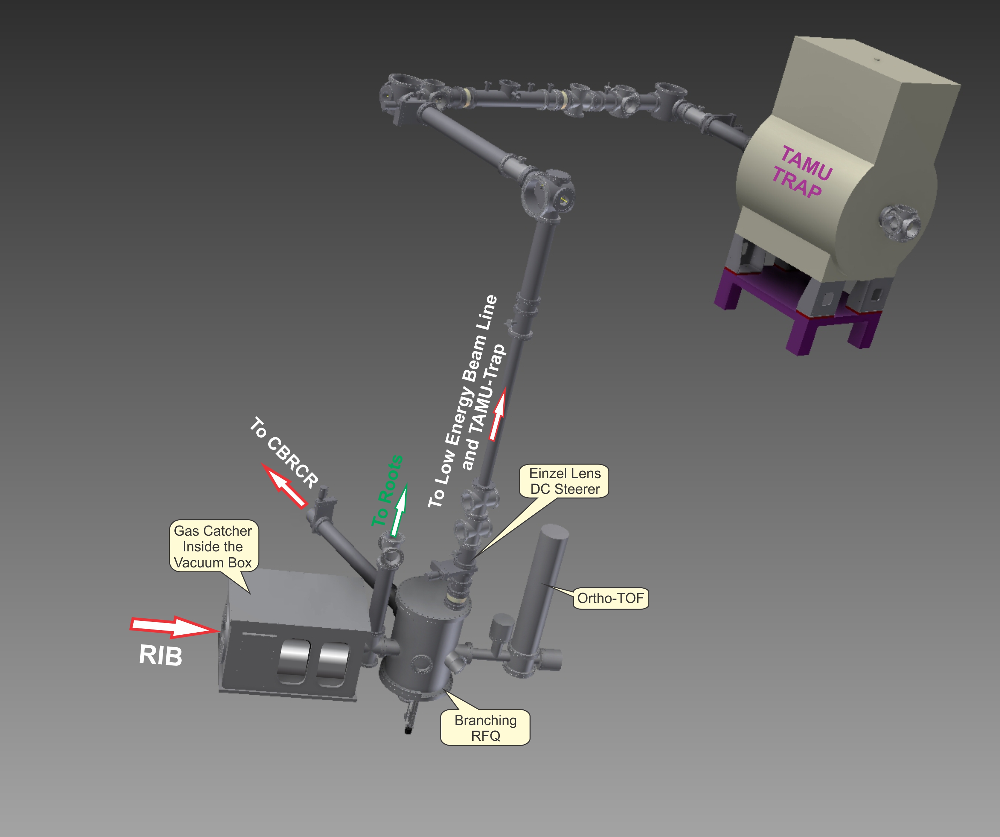 TAMU
TRAP
To Low Energy Beam Line
and TAMU-Trap
To CBRCR
To Roots
Einzel Lens
DC Steerer
Gas Catcher
Inside the
Vacuum Box
Ortho-TOF
RIB
Branching
RFQ